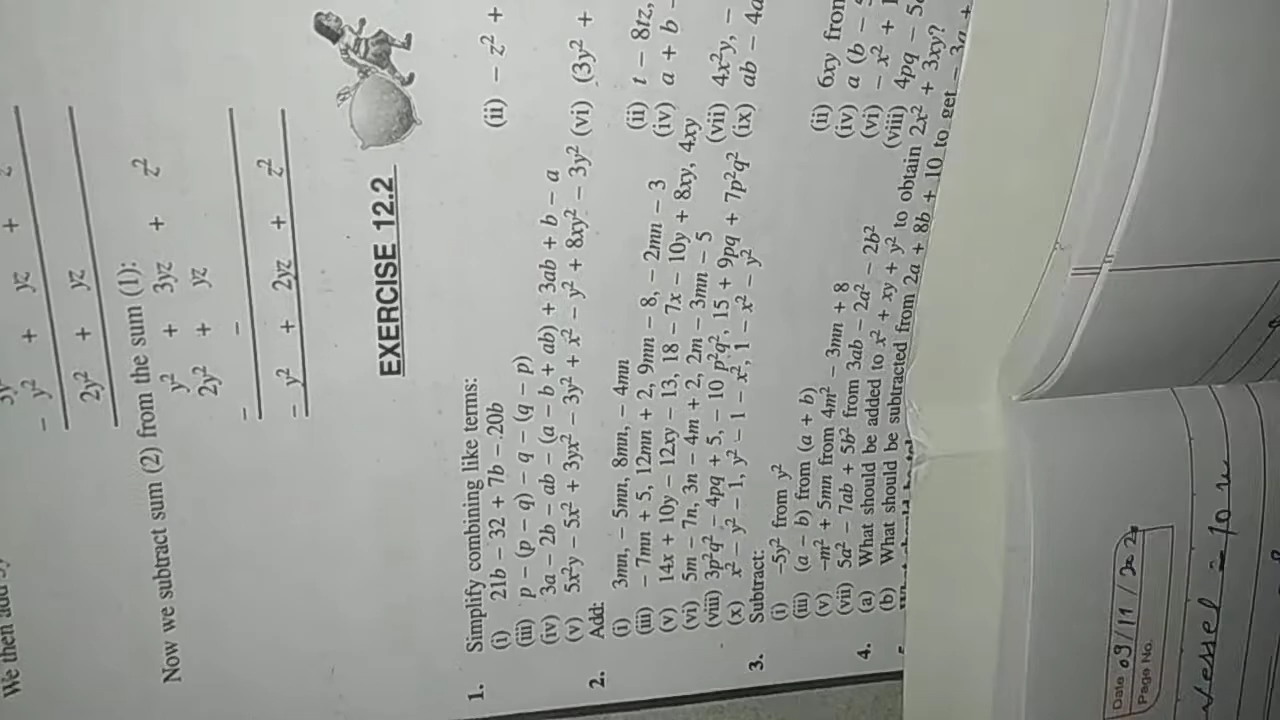 We then add
- y² + yz + z²
2y² + yz
Now we subtract sum (2) from the sum (1):
y² + 3yz + z²
2y² + yz
- -
- y² + 2yz + z²
EXERCISE 12.2
1. Simplify combining like terms:
(i) 21b – 32 + 7b – 20b (ii) – z² +
(iii) p – (p – q) – q – (q – p)
(iv) 3a – 2b – ab – (a – b + ab) + 3ab + b – a
(v) 5x²y – 5x² + 3yx² – 3y² + x² – y² + 8xy² – 3y² (vi) (3y² +
2. Add:
(i) 3mn, – 5mn, 8mn, – 4mn (ii) t – 8tz,
(iii) – 7mn + 5, 12mn + 2, 9mn – 8, – 2mn – 3 (iv) a + b –
(v) 14x + 10y – 12xy – 13, 18 – 7x – 10y + 8xy, 4xy
(vi) 5m – 7n, 3n – 4m + 2, 2m – 3mn – 5 (vii) 4x²y, –
(viii) 3p²q² – 4pq + 5, – 10 p²q², 15 + 9pq + 7p²q² (ix) ab – 4a
(x) x² – y² – 1, y² – 1 – x², 1 – x² – y²
3. Subtract:
(i) –5y² from y² (ii) 6xy from
(iii) (a – b) from (a + b) (iv) a (b –
(v) –m² + 5mn from 4m² – 3mn + 8 (vi) – x² +
(vii) 5a² – 7ab + 5b² from 3ab – 2a² – 2b² (viii) 4pq – 5
4. (a) What should be added to x² + xy + y² to obtain 2x² + 3xy?
(b) What should be subtracted from 2a + 8b + 10 to get – 3a +
Date 09/11/202
Page No.
= 10 u